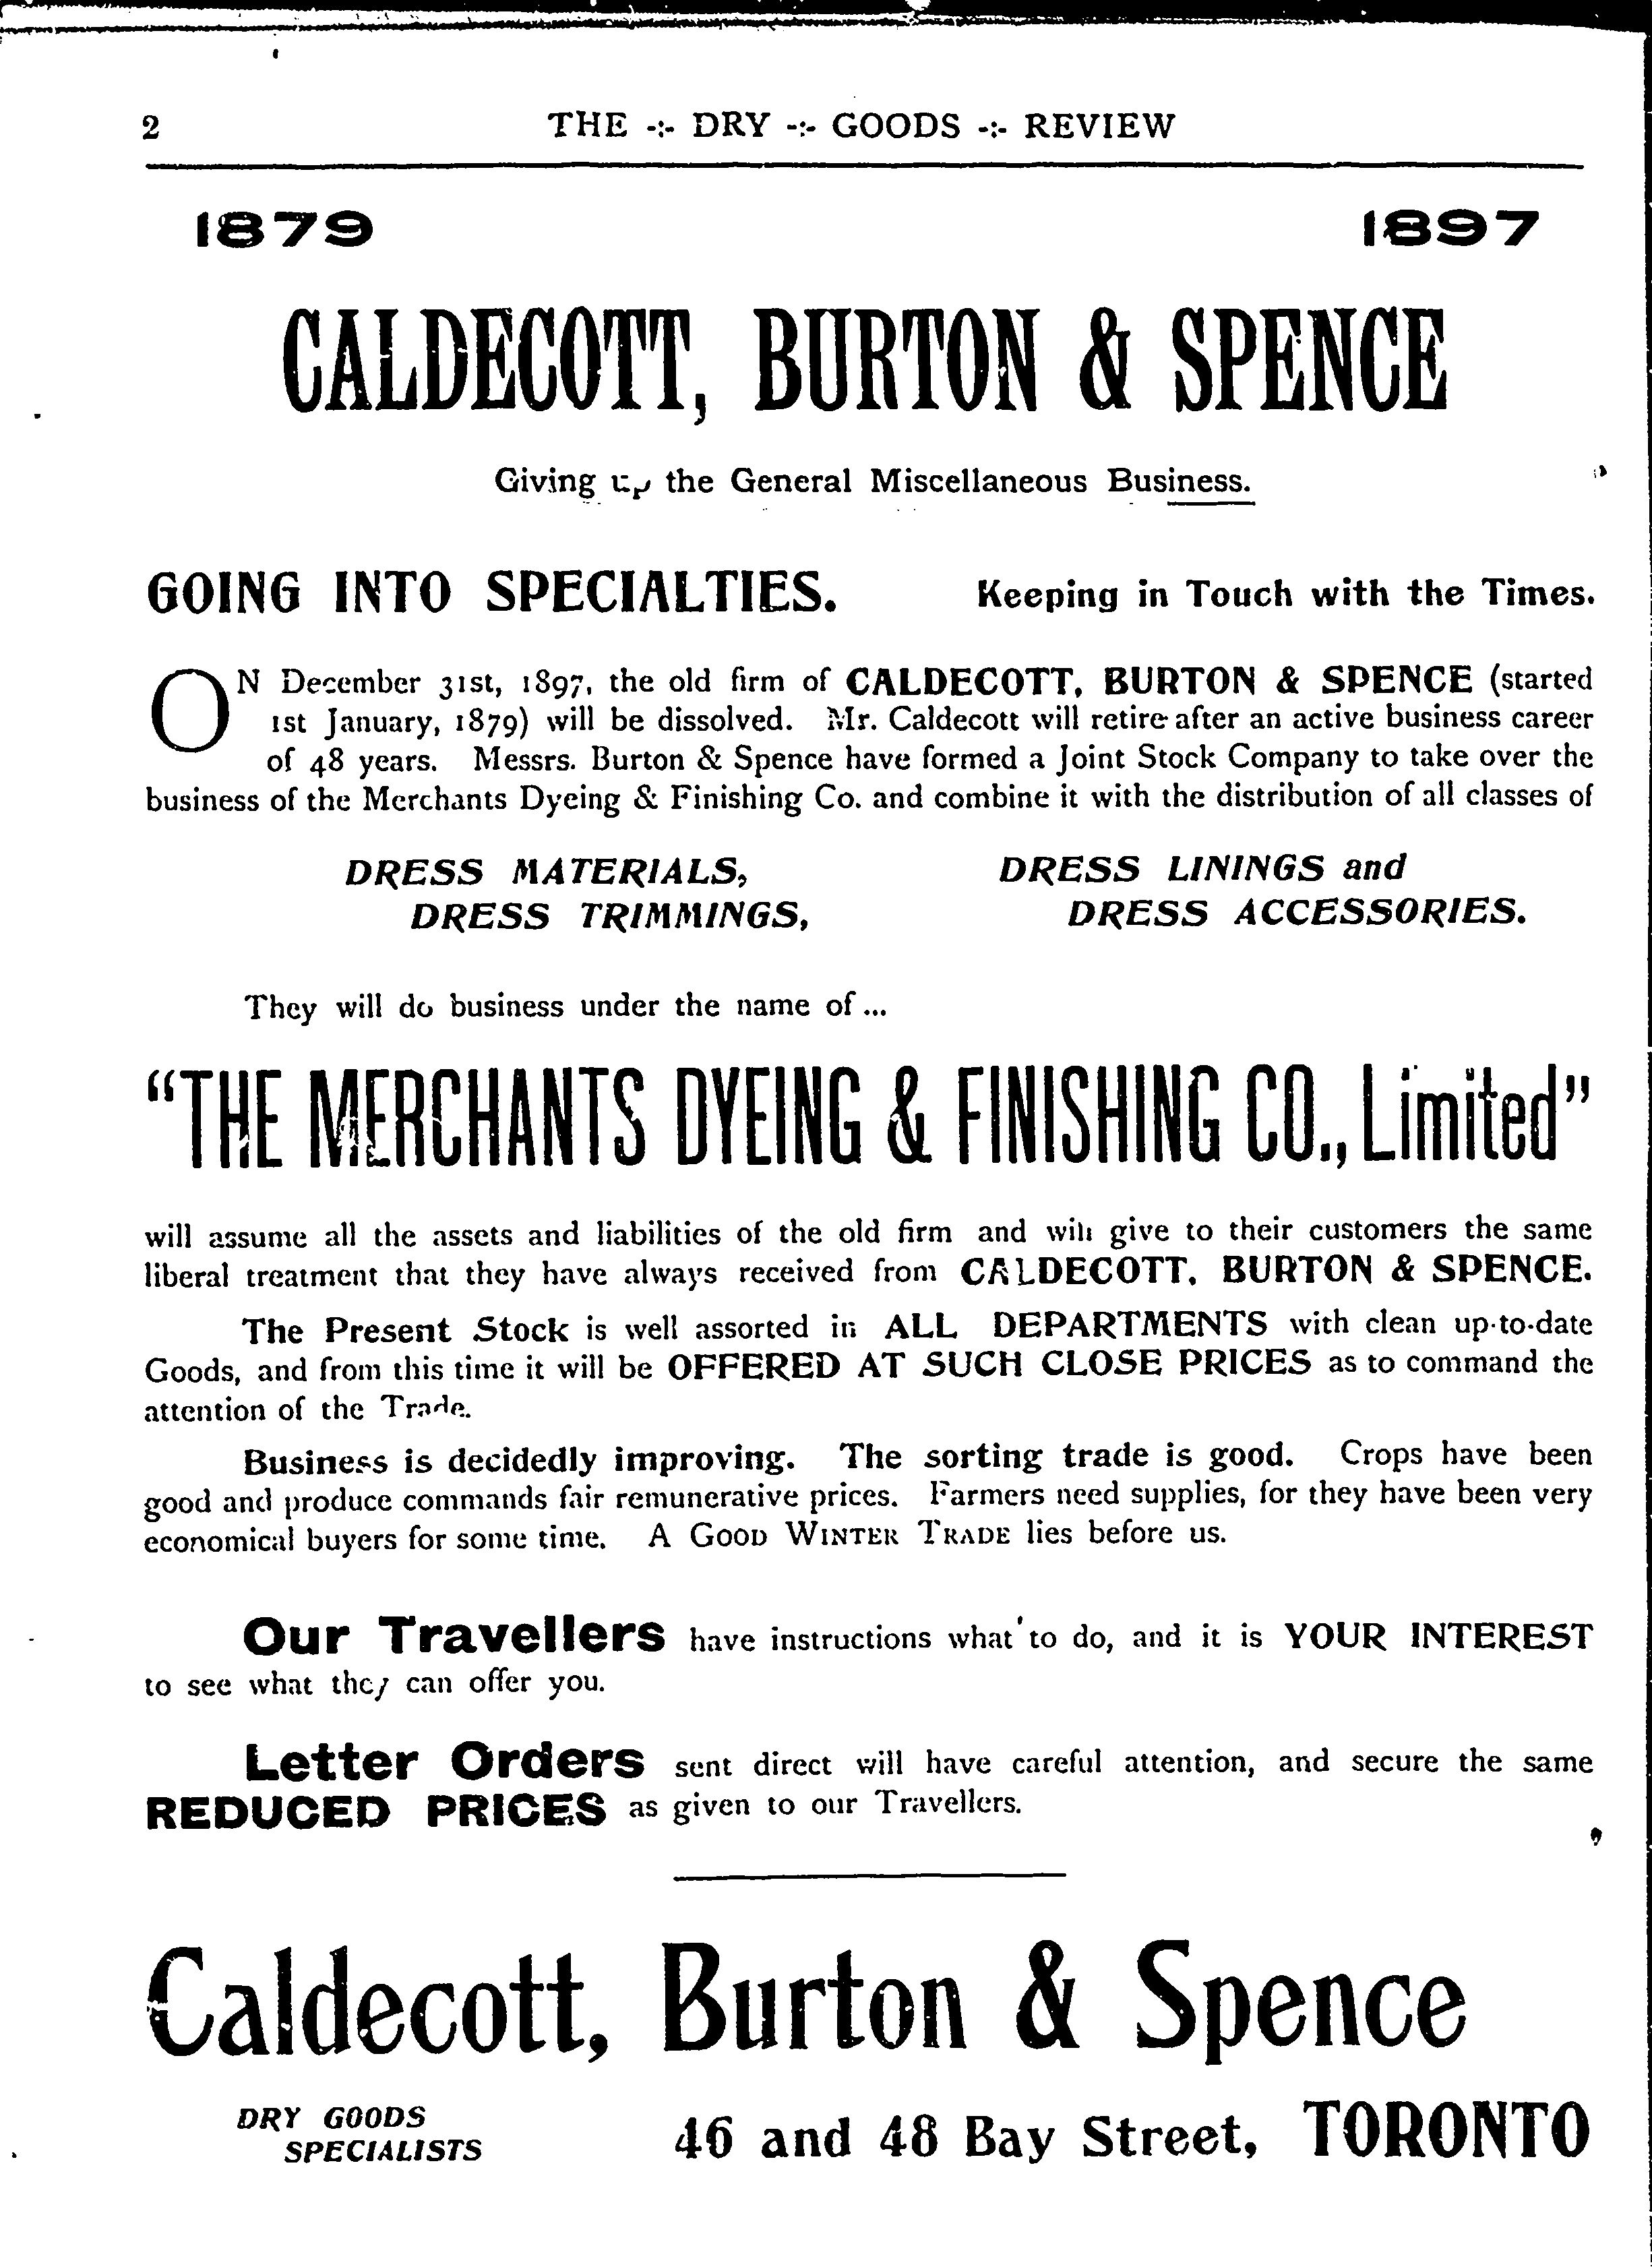 2
THE -:- DRY -:- GOODS -:- REVIEW
1879 1897
CALDECOTT, BURTON & SPENCE
Giving up the General Miscellaneous Business.
GOING INTO SPECIALTIES. Keeping in Touch with the Times.
ON December 31st, 1897, the old firm of CALDECOTT, BURTON & SPENCE (started
1st January, 1879) will be dissolved. Mr. Caldecott will retire after an active business career
of 48 years. Messrs. Burton & Spence have formed a Joint Stock Company to take over the
business of the Merchants Dyeing & Finishing Co. and combine it with the distribution of all classes of
DRESS MATERIALS, DRESS LININGS and
DRESS TRIMMINGS, DRESS ACCESSORIES.
They will do business under the name of ...
"THE MERCHANTS DYEING & FINISHING CO., Limited"
will assume all the assets and liabilities of the old firm and will give to their customers the same
liberal treatment that they have always received from CALDECOTT, BURTON & SPENCE.
The Present Stock is well assorted in ALL DEPARTMENTS with clean up-to-date
Goods, and from this time it will be OFFERED AT SUCH CLOSE PRICES as to command the
attention of the Trade.
Business is decidedly improving. The sorting trade is good. Crops have been
good and produce commands fair remunerative prices. Farmers need supplies, for they have been very
economical buyers for some time. A GOOD WINTER TRADE lies before us.
Our Travellers have instructions what to do, and it is YOUR INTEREST
to see what they can offer you.
Letter Orders sent direct will have careful attention, and secure the same
REDUCED PRICES as given to our Travellers.
Caldecott, Burton & Spence
DRY GOODS
SPECIALISTS
46 and 48 Bay Street, TORONTO